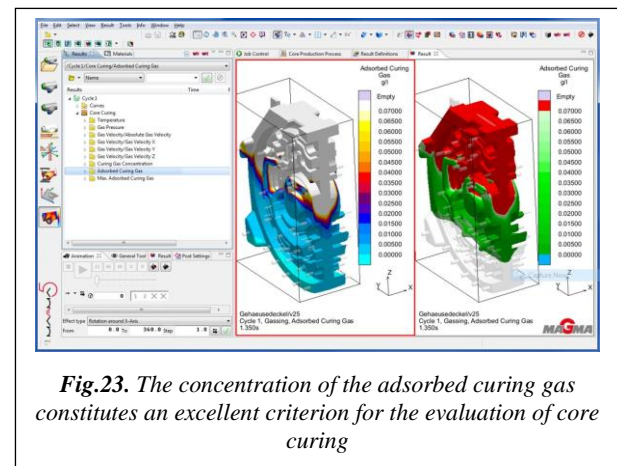 File Edit Select View Result Tools Info Window Help
Results
Materials
Job Control
Core Production Process
Result Definitions
Result
/Cycle 1/Core Curing/Adsorbed Curing Gas
Name
Results
Time
Cycle 1
Curves
Core Curing
Temperature
Gas Pressure
Gas Velocity/Absolute Gas Velocity
Gas Velocity/Gas Velocity X
Gas Velocity/Gas Velocity Y
Gas Velocity/Gas Velocity Z
Curing Gas Concentration
Adsorbed Curing Gas
Max. Adsorbed Curing Gas
Animation
General Tool
Result
Post Settings
0
Effect type Rotation around X-Axis
From 0.0 To 360.0 Step 1.0
Adsorbed Curing
Gas
g/l
Empty
0.07000
0.06500
0.06000
0.05500
0.05000
0.04500
0.04000
0.03500
0.03000
0.02500
0.02000
0.01500
0.01000
0.00500
0.00000
Z
Y
X
Gehaeusedeckel/v25
Cycle 1, Gassing, Adsorbed Curing Gas
1.350s
Adsorbed Curing
Gas
g/l
Empty
0.07000
0.06500
0.06000
0.05500
0.05000
0.04500
0.04000
0.03500
0.03000
0.02500
0.02000
0.01500
0.01000
0.00500
0.00000
Z
Y
X
Gehaeusedeckel/v25
Cycle 1, Gassing, Adsorbed Curing Gas
1.350s
MAGMA
Fig.23. The concentration of the adsorbed curing gas
constitutes an excellent criterion for the evaluation of core
curing